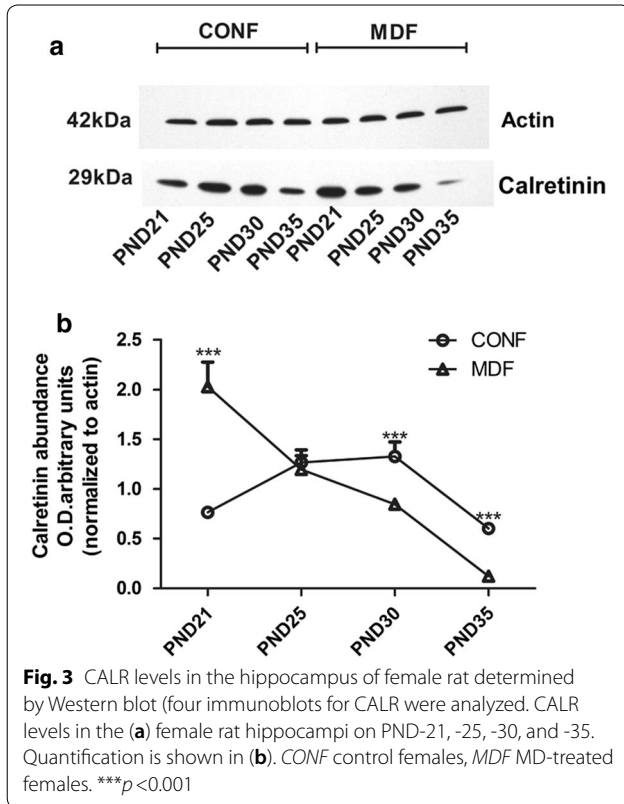 a
CONF MDF
42kDa Actin
29kDa Calretinin
PND21 PND25 PND30 PND35 PND21 PND25 PND30 PND35
b
CONF
MDF
Calretinin abundance
O.D.arbitrary units
(normalized to actin)
2.5
2.0
1.5
1.0
0.5
0.0
***
***
***
PND21 PND25 PND30 PND35
Fig. 3 CALR levels in the hippocampus of female rat determined
by Western blot (four immunoblots for CALR were analyzed. CALR
levels in the (a) female rat hippocampi on PND-21, -25, -30, and -35.
Quantification is shown in (b). CONF control females, MDF MD-treated
females. ***p <0.001